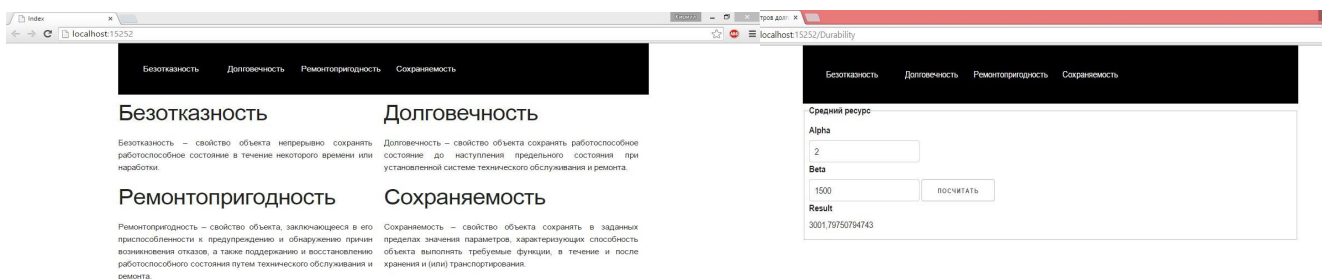 Index
Кирилл
тров долг
localhost:15252
localhost:15252/Durability
Безотказность Долговечность Ремонтопригодность Сохраняемость
Безотказность
Безотказность – свойство объекта непрерывно сохранять
работоспособное состояние в течение некоторого времени или
наработки.
Долговечность
Долговечность – свойство объекта сохранять работоспособное
состояние до наступления предельного состояния при
установленной системе технического обслуживания и ремонта.
Ремонтопригодность
Ремонтопригодность – свойство объекта, заключающееся в его
приспособленности к предупреждению и обнаружению причин
возникновения отказов, а также поддержанию и восстановлению
работоспособного состояния путем технического обслуживания и
ремонта.
Сохраняемость
Сохраняемость – свойство объекта сохранять в заданных
пределах значения параметров, характеризующих способность
объекта выполнять требуемые функции, в течение и после
хранения и (или) транспортирования.
Безотказность Долговечность Ремонтопригодность Сохраняемость
Средний ресурс
Alpha
2
Beta
1500
ПОСЧИТАТЬ
Result
3001,79750794743